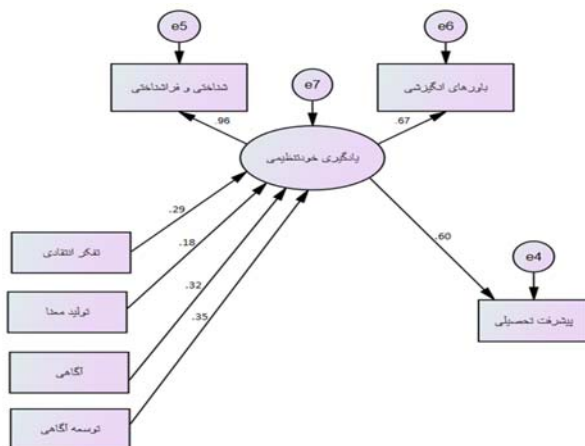 e5
e6
شناختی و فراشناختی
e7
باورهای انگیزشی
.96
.67
یادگیری خودتنظیمی
.29
.18
.60
تفکر انتقادی
e4
.32
تولید معنا
.35
پیشرفت تحصیلی
آگاهی
توسعه آگاهی